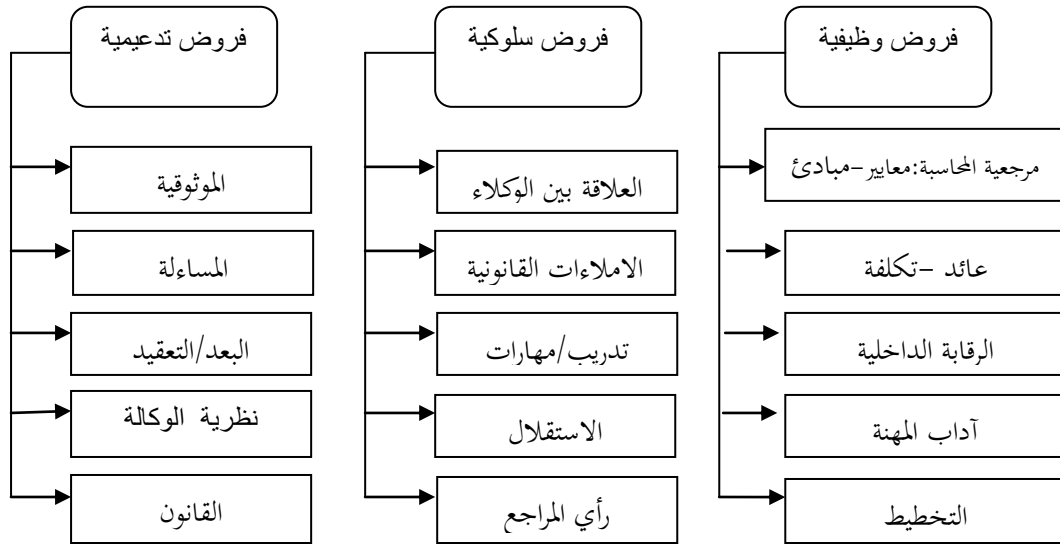 فروض وظيفية
مرجعية المحاسبة:معايير-مبادئ
عائد -تكلفة
الرقابة الداخلية
آداب المهنة
التخطيط
فروض سلوكية
العلاقة بين الوكلاء
الاملاءات القانونية
تدريب/مهارات
الاستقلال
رأي المراجع
فروض تدعيمية
الموثوقية
المساءلة
البعد/التعقيد
نظرية الوكالة
القانون